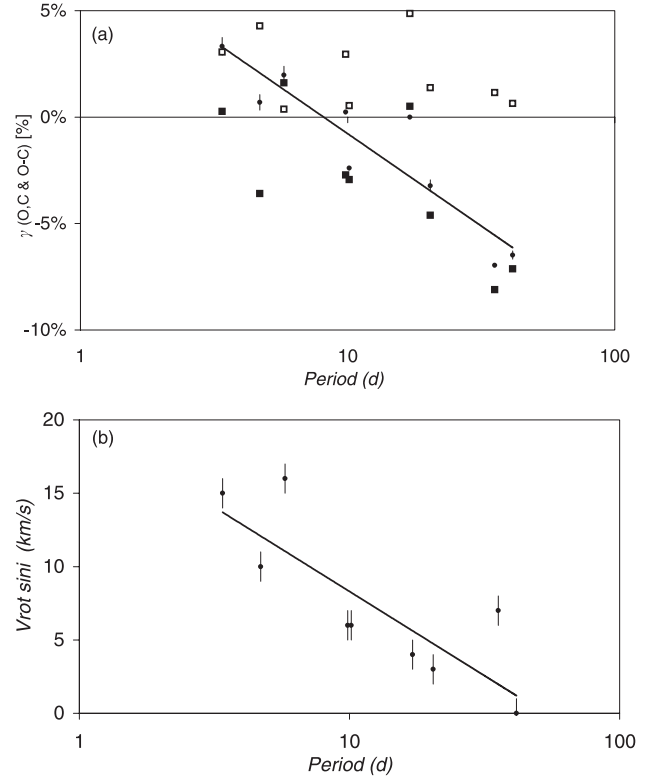 (a)
5%
0%
-5%
-10%
γ (O,C & O-C) [%]
1
10
100
Period (d)
(b)
20
15
10
5
0
Vrot sini (km/s)
1
10
100
Period (d)